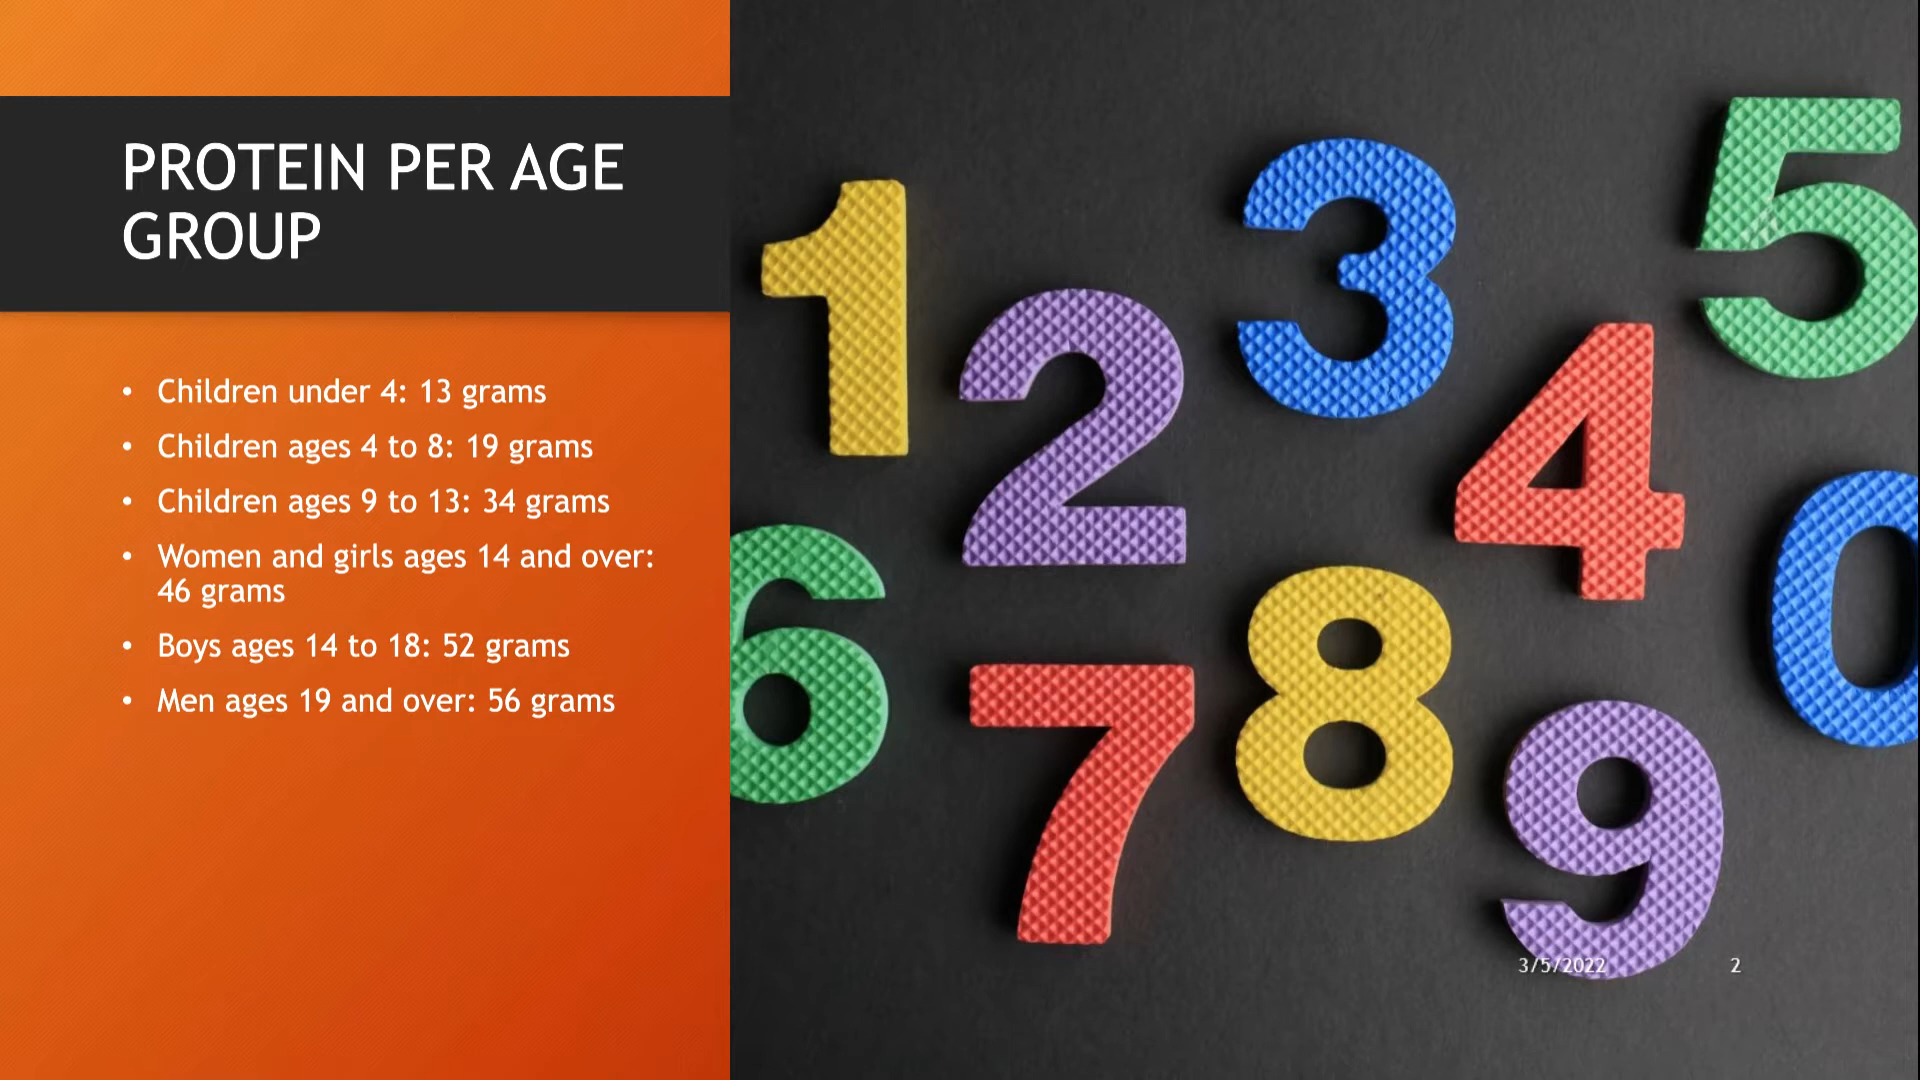 PROTEIN PER AGE
GROUP
• Children under 4: 13 grams
• Children ages 4 to 8: 19 grams
• Children ages 9 to 13: 34 grams
• Women and girls ages 14 and over:
46 grams
• Boys ages 14 to 18: 52 grams
• Men ages 19 and over: 56 grams
1
2
3
4
5
6
7
8
9
0
3/5/2022
2